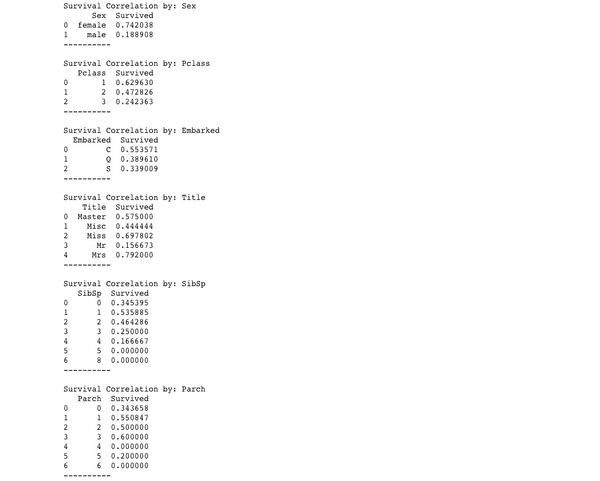 Survival Correlation by: Sex
Sex Survived
0 female 0.742038
1 male 0.188908
----------
Survival Correlation by: Pclass
Pclass Survived
0 1 0.629630
1 2 0.472826
2 3 0.242363
----------
Survival Correlation by: Embarked
Embarked Survived
0 C 0.553571
1 Q 0.389610
2 S 0.339009
----------
Survival Correlation by: Title
Title Survived
0 Master 0.575000
1 Misc 0.444444
2 Miss 0.697802
3 Mr 0.156673
4 Mrs 0.792000
----------
Survival Correlation by: SibSp
SibSp Survived
0 0 0.345395
1 1 0.535885
2 2 0.464286
3 3 0.250000
4 4 0.166667
5 5 0.000000
6 8 0.000000
----------
Survival Correlation by: Parch
Parch Survived
0 0 0.343658
1 1 0.550847
2 2 0.500000
3 3 0.600000
4 4 0.000000
5 5 0.200000
6 6 0.000000
----------